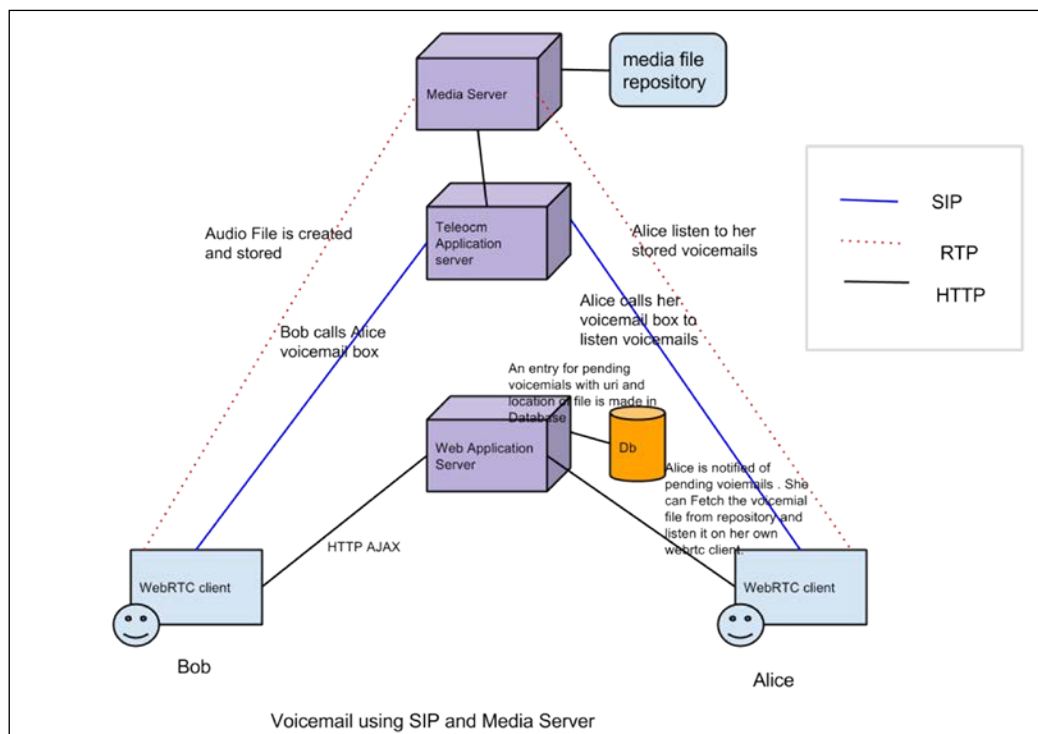 media file
repository
Media Server
SIP
RTP
HTTP
Teleocm
Application
server
Audio File is created
and stored
Alice listen to her
stored voicemails
Bob calls Alice
voicemail box
Alice calls her
voicemail box to
listen voicemails
An entry for pending
voicemials with uri and
location of file is made in
Database
Web Application
Server
Db
Alice is notified of
pending voiemails . She
can Fetch the voicemial
file from repository and
listen it on her own
webrtc client.
HTTP AJAX
WebRTC client
WebRTC client
Bob
Alice
Voicemail using SIP and Media Server